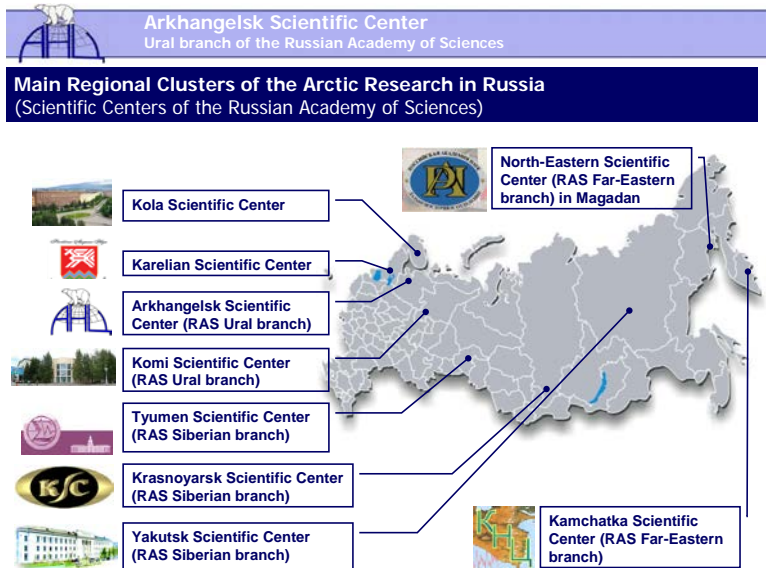 Arkhangelsk Scientific Center
Ural branch of the Russian Academy of Sciences
Main Regional Clusters of the Arctic Research in Russia
(Scientific Centers of the Russian Academy of Sciences)
North-Eastern Scientific
Center (RAS Far-Eastern
branch) in Magadan
Kola Scientific Center
Karelian Scientific Center
Arkhangelsk Scientific
Center (RAS Ural branch)
Komi Scientific Center
(RAS Ural branch)
Tyumen Scientific Center
(RAS Siberian branch)
KSC
Krasnoyarsk Scientific Center
(RAS Siberian branch)
Yakutsk Scientific Center
(RAS Siberian branch)
КНЦ
Kamchatka Scientific
Center (RAS Far-Eastern
branch)